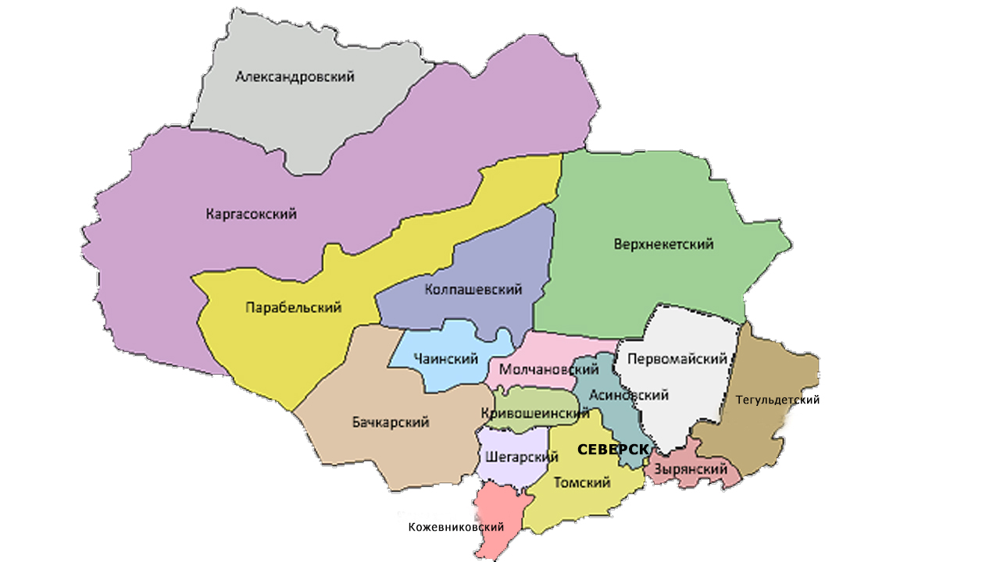 Александровский
Каргасокский
Верхнекетский
Колпашевский
Парабельский
Чаинский
Первомайский
Молчановский
Асиновский
Тегульдетский
Кривошеинский
Бачкарский
СЕВЕРСК
Шегарский
Зырянский
Томский
Кожевниковский